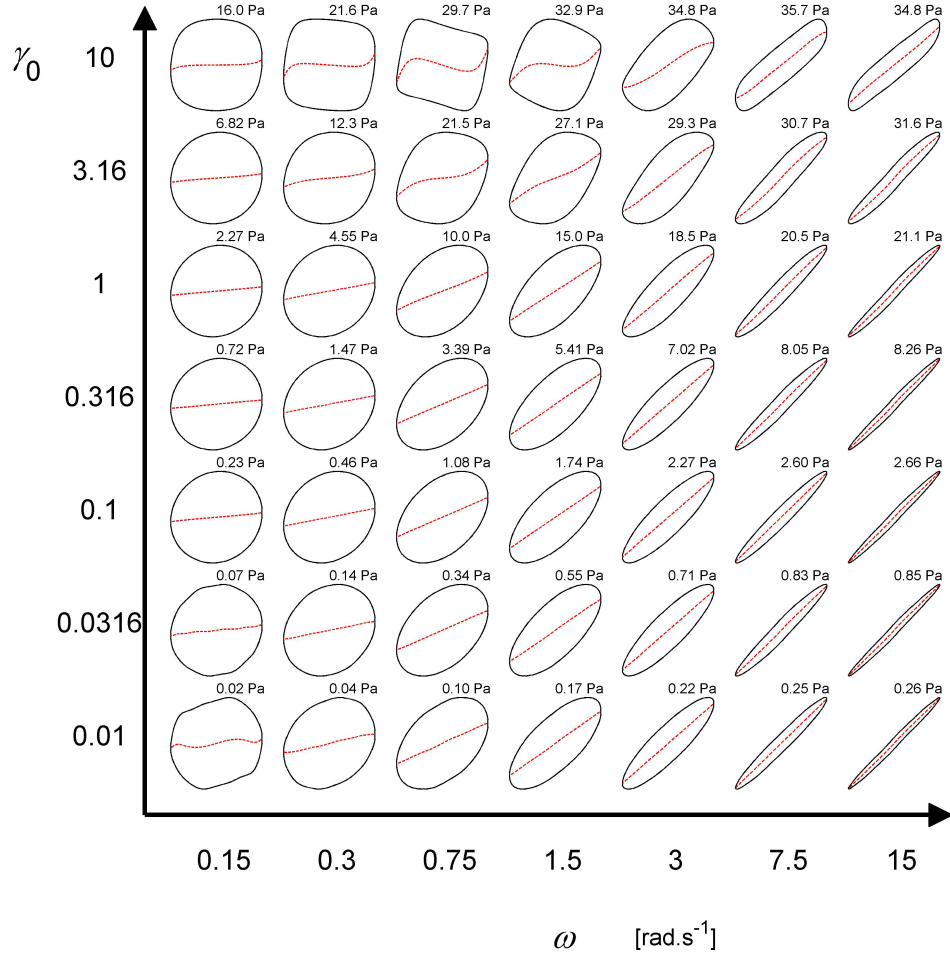 16.0 Pa 21.6 Pa 29.7 Pa 32.9 Pa 34.8 Pa 35.7 Pa 34.8 Pa
γ0 10
6.82 Pa 12.3 Pa 21.5 Pa 27.1 Pa 29.3 Pa 30.7 Pa 31.6 Pa
3.16
2.27 Pa 4.55 Pa 10.0 Pa 15.0 Pa 18.5 Pa 20.5 Pa 21.1 Pa
1
0.72 Pa 1.47 Pa 3.39 Pa 5.41 Pa 7.02 Pa 8.05 Pa 8.26 Pa
0.316
0.23 Pa 0.46 Pa 1.08 Pa 1.74 Pa 2.27 Pa 2.60 Pa 2.66 Pa
0.1
0.07 Pa 0.14 Pa 0.34 Pa 0.55 Pa 0.71 Pa 0.83 Pa 0.85 Pa
0.0316
0.02 Pa 0.04 Pa 0.10 Pa 0.17 Pa 0.22 Pa 0.25 Pa 0.26 Pa
0.01
0.15 0.3 0.75 1.5 3 7.5 15
ω [rad.s-1]